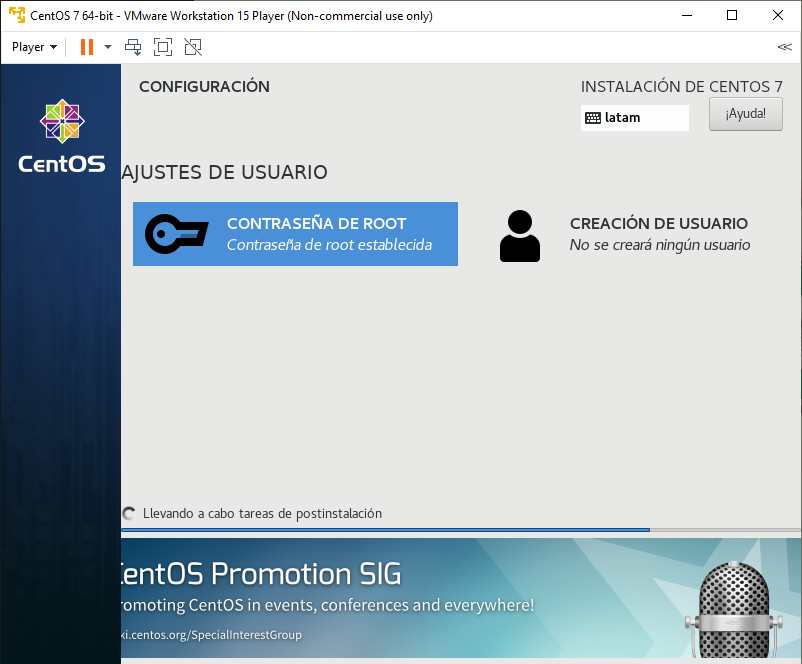 CentOS 7 64-bit - VMware Workstation 15 Player (Non-commercial use only)
Player
CONFIGURACIÓN
INSTALACIÓN DE CENTOS 7
latam
¡Ayuda!
CentOS
AJUSTES DE USUARIO
CONTRASEÑA DE ROOT
Contraseña de root establecida
CREACIÓN DE USUARIO
No se creará ningún usuario
Llevando a cabo tareas de postinstalación
entOS Promotion SIG
romoting CentOS in events, conferences and everywhere!
ki.centos.org/SpecialInterestGroup